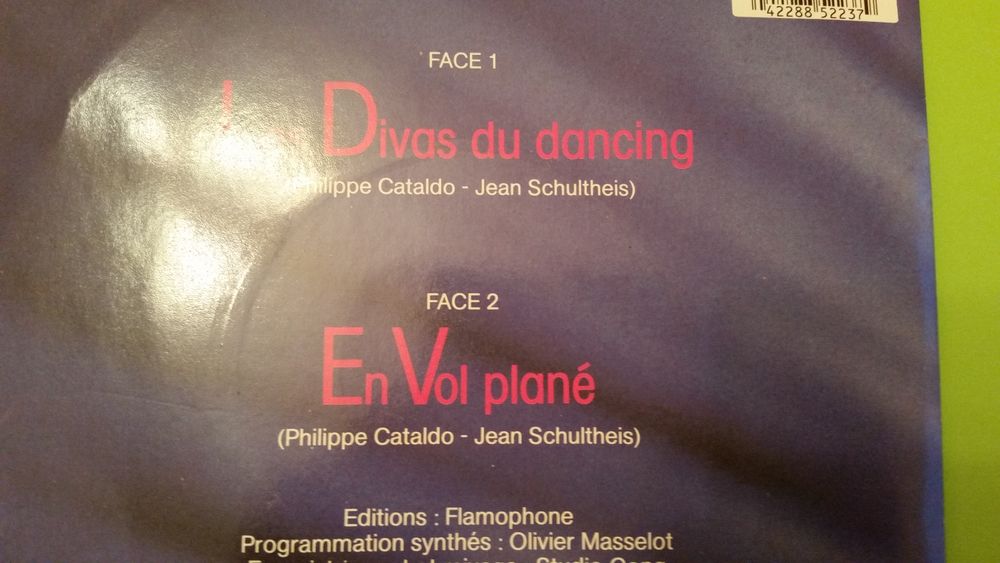 42288 52237
FACE 1
Les Divas du dancing
(Philippe Cataldo - Jean Schultheis)
FACE 2
En Vol plané
(Philippe Cataldo - Jean Schultheis)
Editions : Flamophone
Programmation synthés : Olivier Masselot